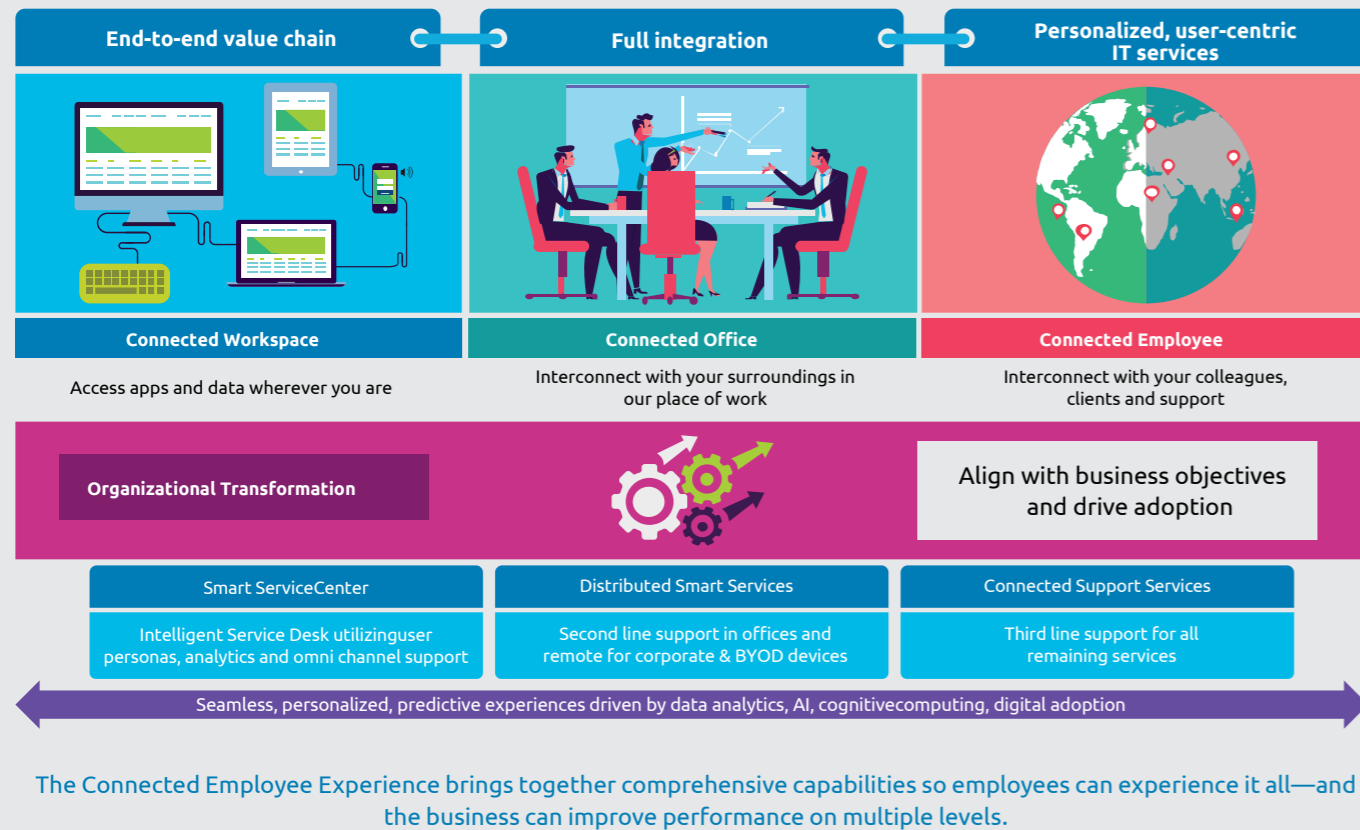 End-to-end value chain
Full integration
Personalized, user-centric
IT services
Connected Workspace
Connected Office
Connected Employee
Access apps and data wherever you are
Interconnect with your surroundings in
our place of work
Interconnect with your colleagues,
clients and support
Organizational Transformation
Align with business objectives
and drive adoption
Smart ServiceCenter
Intelligent Service Desk utilizinguser
personas, analytics and omni channel support
Distributed Smart Services
Second line support in offices and
remote for corporate & BYOD devices
Connected Support Services
Third line support for all
remaining services
Seamless, personalized, predictive experiences driven by data analytics, AI, cognitivecomputing, digital adoption
The Connected Employee Experience brings together comprehensive capabilities so employees can experience it all—and
the business can improve performance on multiple levels.